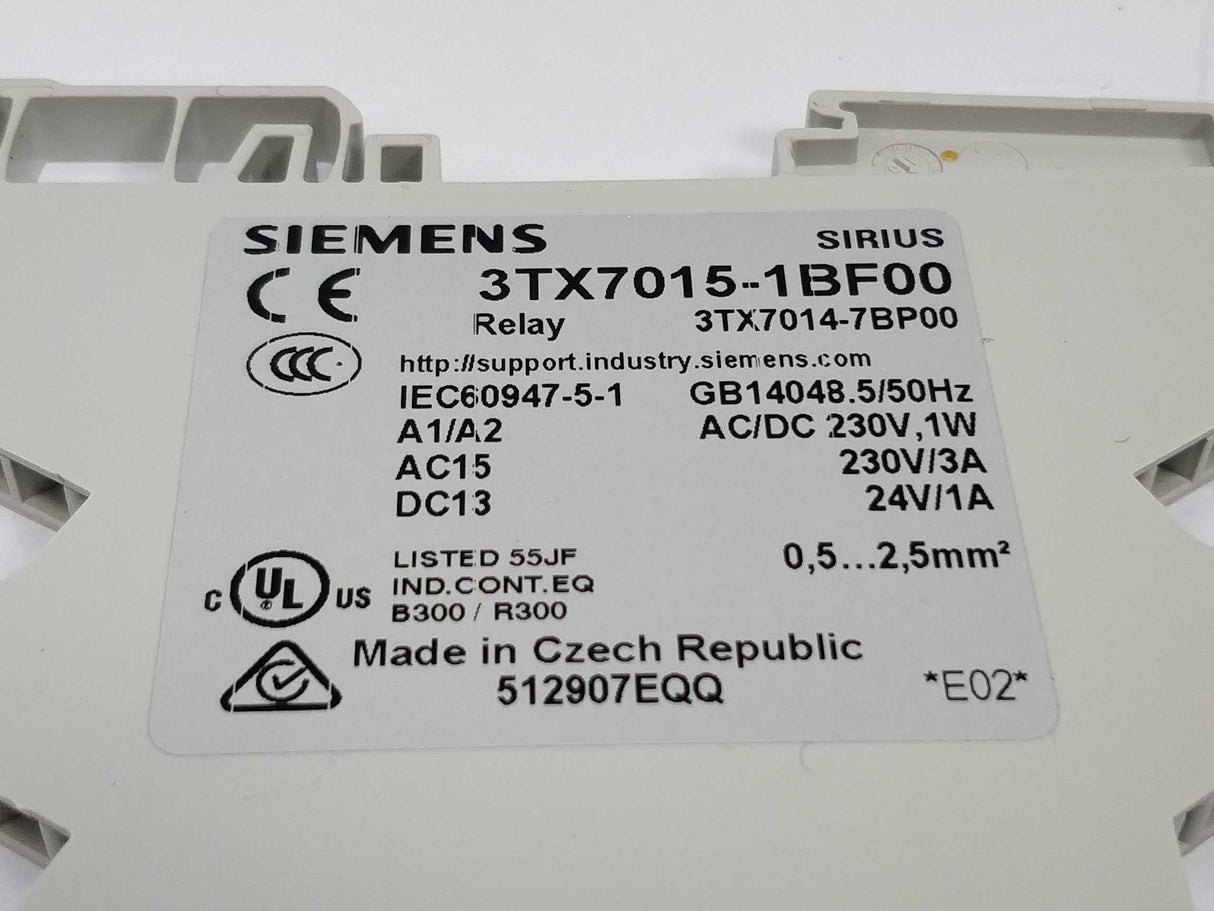 SIEMENS SIRIUS
CE 3TX7015-1BF00
Relay 3TX7014-7BP00
CCC http://support.industry.siemens.com
IEC60947-5-1 GB14048.5/50Hz
A1/A2 AC/DC 230V,1W
AC15 230V/3A
DC13 24V/1A
LISTED 55JF 0,5...2,5mm²
C UL® US IND.CONT.EQ
B300 / R300
Made in Czech Republic
512907EQQ *E02*